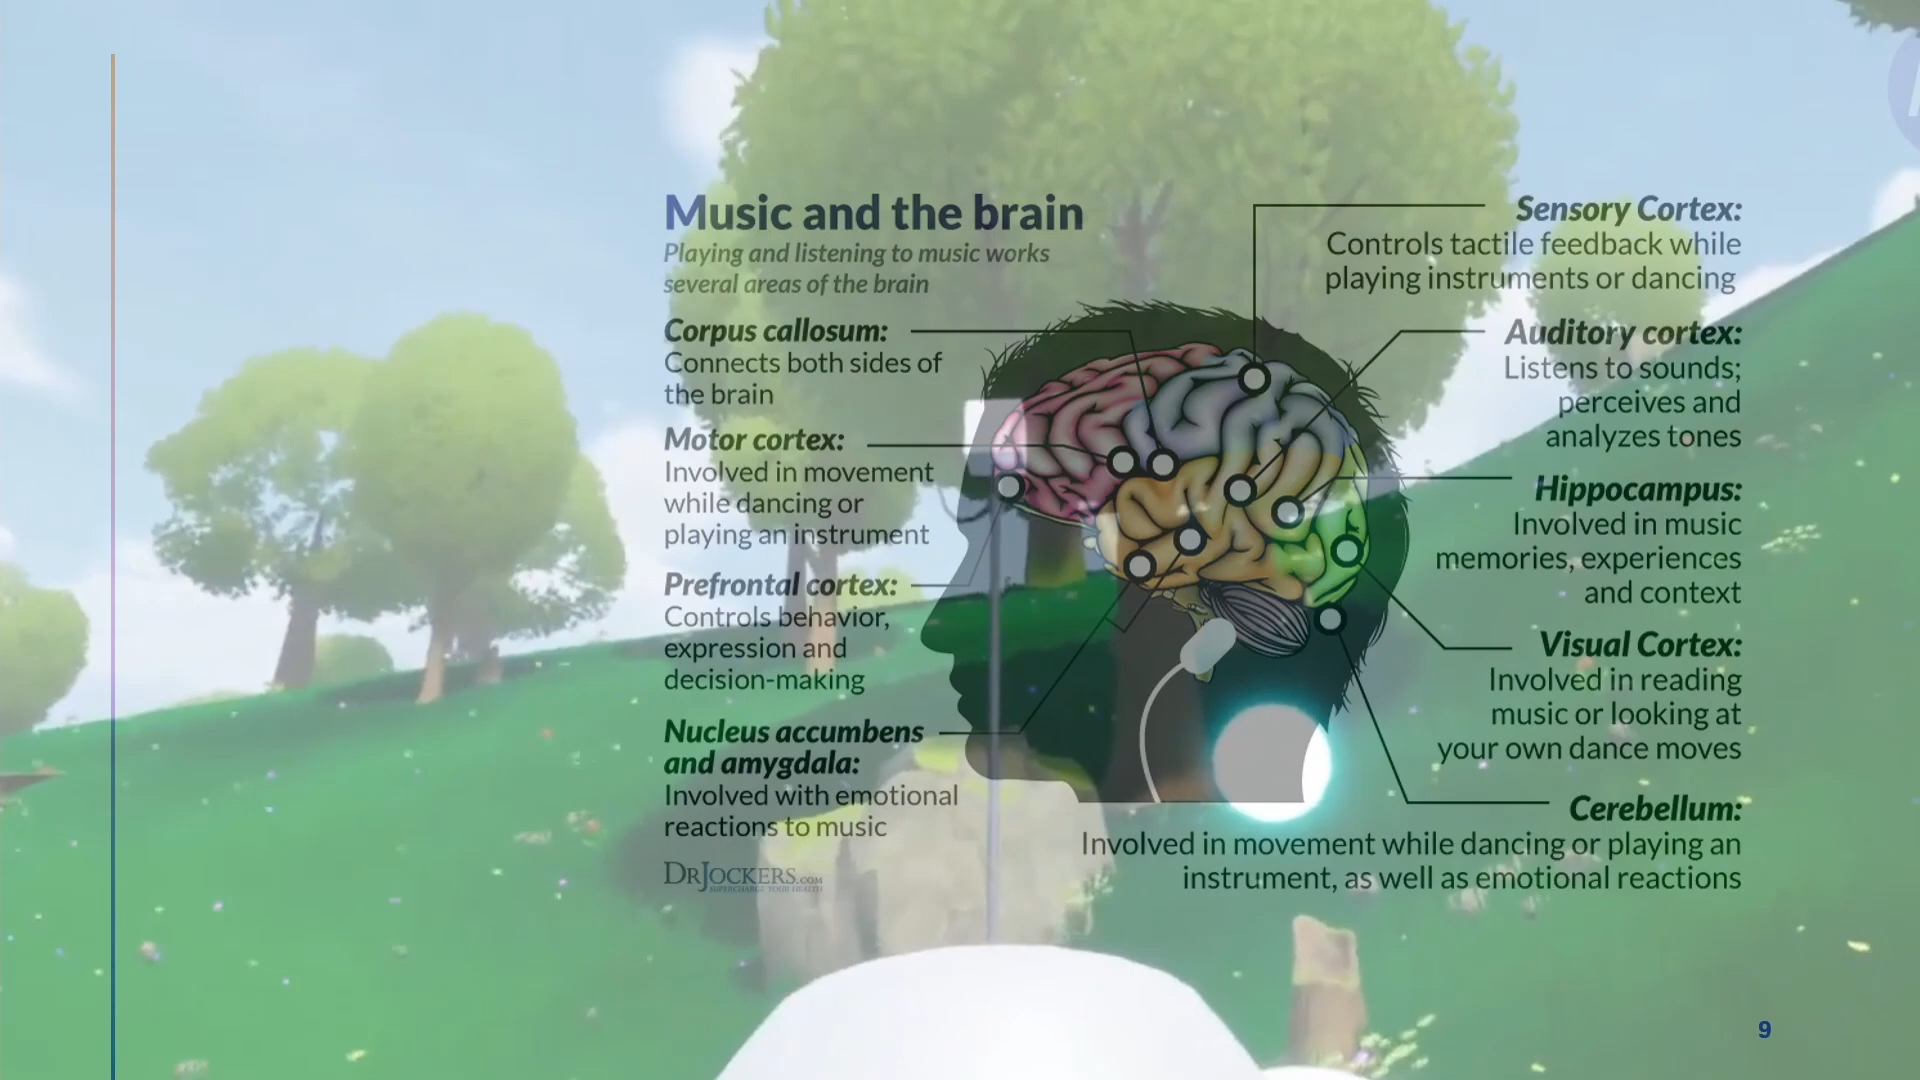 Music and the brain
Playing and listening to music works
several areas of the brain
Corpus callosum:
Connects both sides of
the brain
Motor cortex:
Involved in movement
while dancing or
playing an instrument
Prefrontal cortex:
Controls behavior,
expression and
decision-making
Nucleus accumbens
and amygdala:
Involved with emotional
reactions to music
DRJOCKERS.COM
SUPERCHARGE YOUR HEALTH
Sensory Cortex:
Controls tactile feedback while
playing instruments or dancing
Auditory cortex:
Listens to sounds;
perceives and
analyzes tones
Hippocampus:
Involved in music
memories, experiences
and context
Visual Cortex:
Involved in reading
music or looking at
your own dance moves
Cerebellum:
Involved in movement while dancing or playing an
instrument, as well as emotional reactions
9